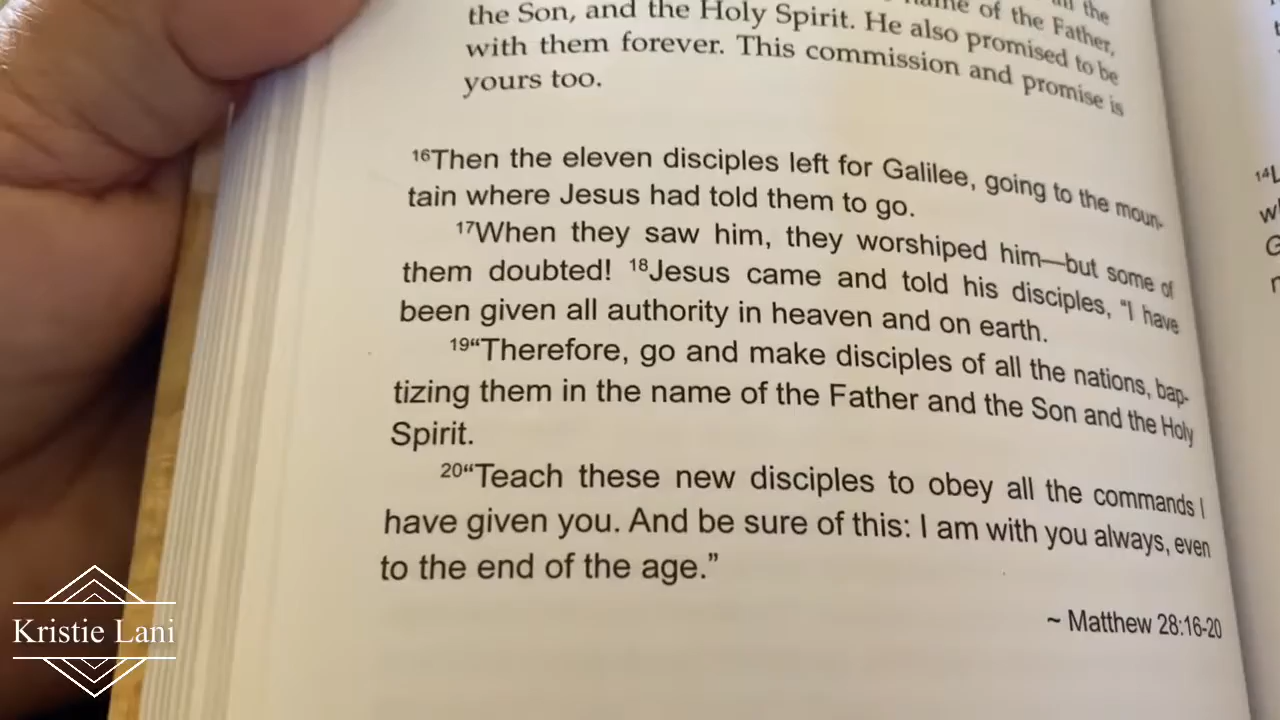 name of the Father,
the Son, and the Holy Spirit. He also promised to be
with them forever. This commission and promise is
yours too.
16Then the eleven disciples left for Galilee, going to the moun-
tain where Jesus had told them to go.
17When they saw him, they worshiped him—but some of
them doubted! 18Jesus came and told his disciples, “I have
been given all authority in heaven and on earth.
19“Therefore, go and make disciples of all the nations, bap-
tizing them in the name of the Father and the Son and the Holy
Spirit.
20“Teach these new disciples to obey all the commands I
have given you. And be sure of this: I am with you always, even
to the end of the age.”
~ Matthew 28:16-20
14
Kristie Lani